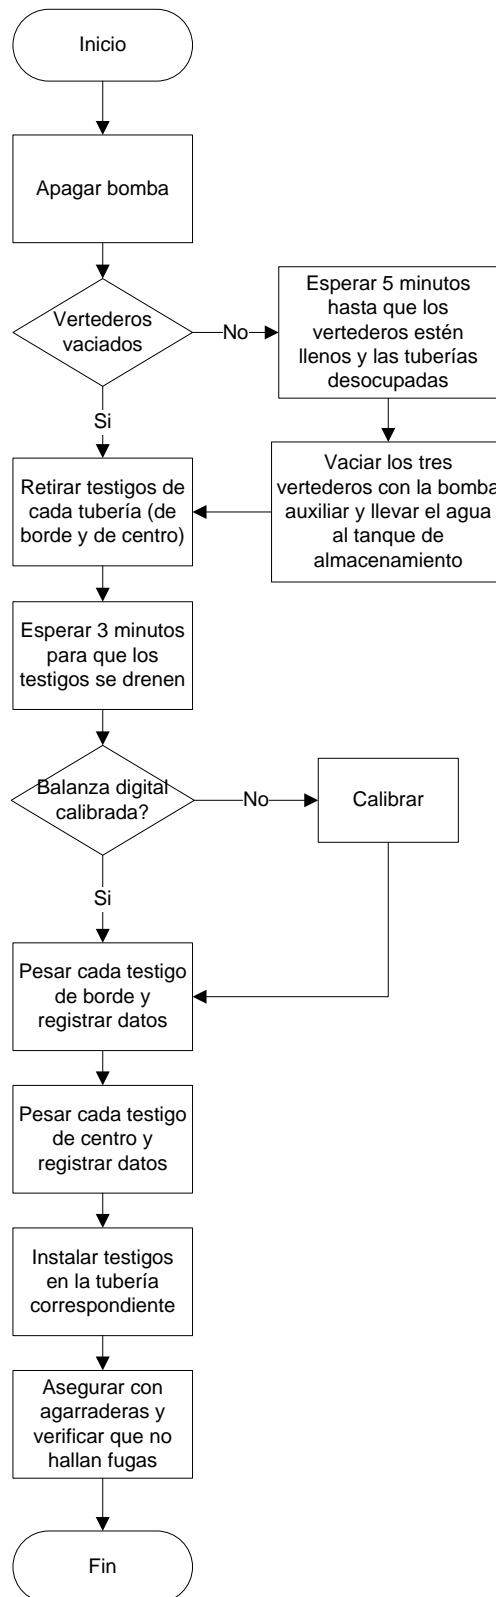 Inicio
Apagar bomba
Vertederos
vaciados
No
Esperar 5 minutos
hasta que los
vertederos estén
llenos y las tuberías
desocupadas
Si
Vaciar los tres
vertederos con la bomba
auxiliar y llevar el agua
al tanque de
almacenamiento
Retirar testigos de
cada tubería (de
borde y de centro)
Esperar 3 minutos
para que los
testigos se drenen
Balanza digital
calibrada?
No
Calibrar
Si
Pesar cada testigo
de borde y
registrar datos
Pesar cada testigo
de centro y
registrar datos
Instalar testigos
en la tubería
correspondiente
Asegurar con
agarraderas y
verificar que no
hallan fugas
Fin